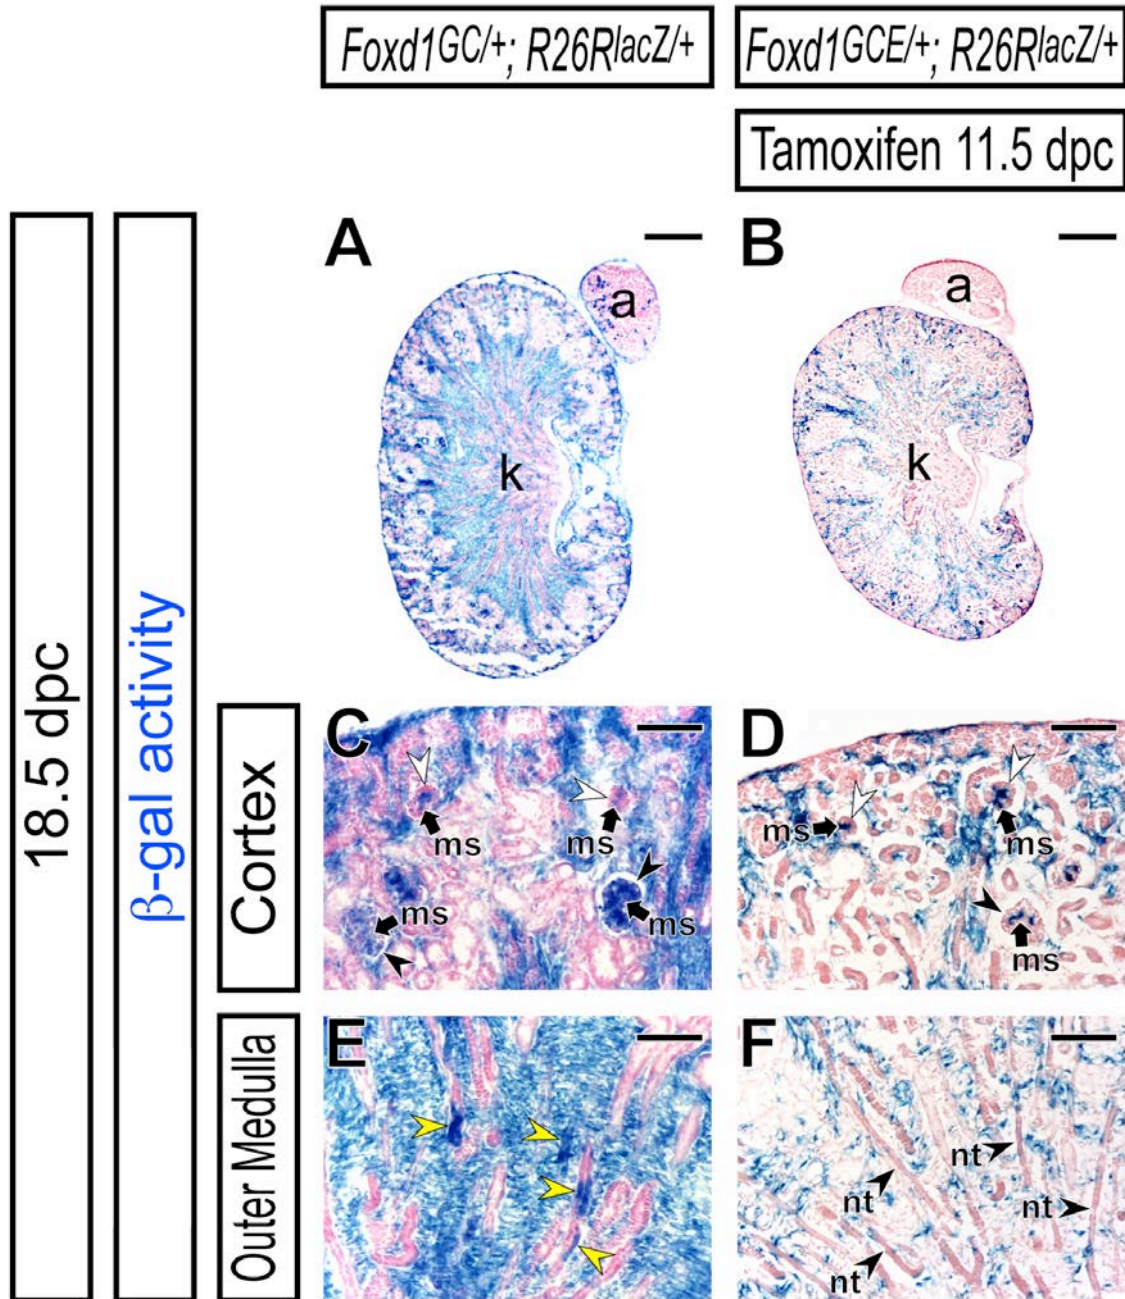 Foxd1GC/+; R26RlacZ/+
Foxd1GCE/+; R26RlacZ/+
Tamoxifen 11.5 dpc
18.5 dpc
β-gal activity
A
a
k
B
a
k
Cortex
C
ms
ms
ms
ms
D
ms
ms
ms
Outer Medulla
E
F
nt
nt
nt
nt